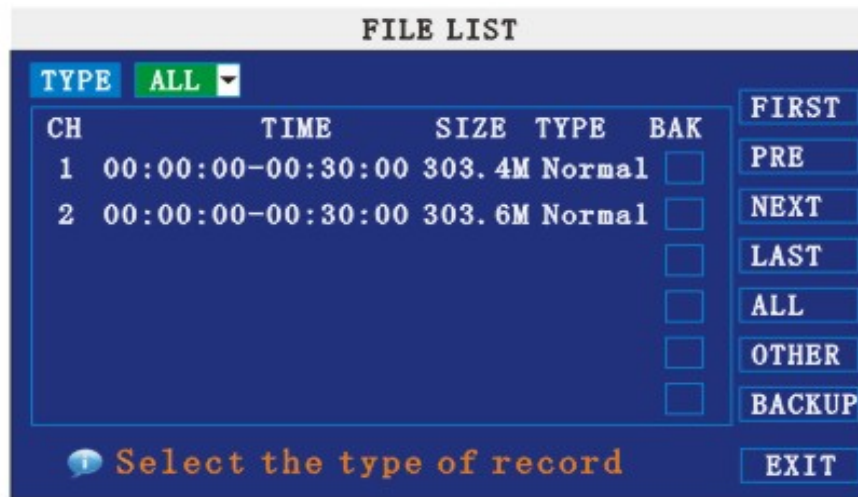 FILE LIST
TYPE ALL
CH TIME SIZE TYPE BAK
1 00:00:00-00:30:00 303.4M Normal
2 00:00:00-00:30:00 303.6M Normal
FIRST
PRE
NEXT
LAST
ALL
OTHER
BACKUP
Select the type of record
EXIT